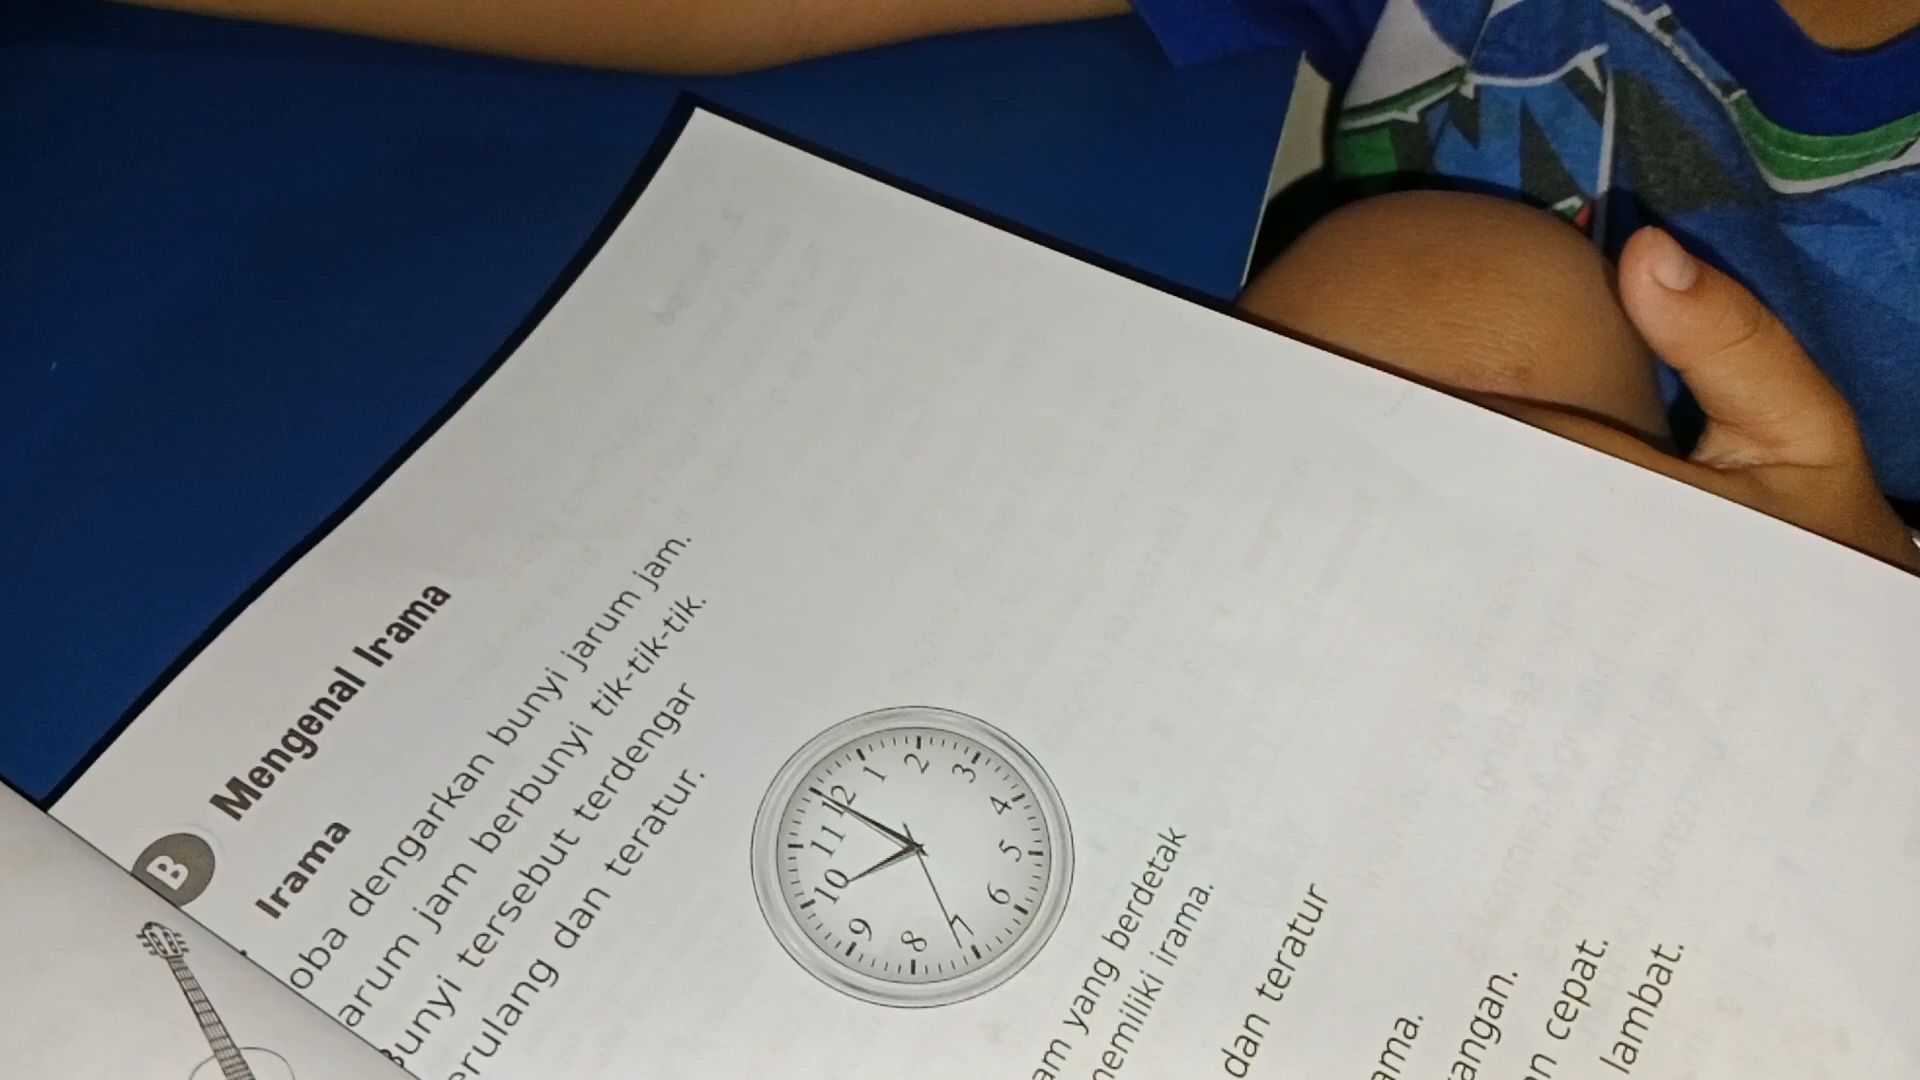 B Mengenal Irama
Irama
oba dengarkan bunyi jarum jam.
arum jam berbunyi tik-tik-tik.
Bunyi tersebut terdengar
erulang dan teratur.
12
1
2
3
4
5
6
7
8
9
10
11
am yang berdetak
memiliki irama.
dan teratur
ama.
angan.
n cepat.
lambat.